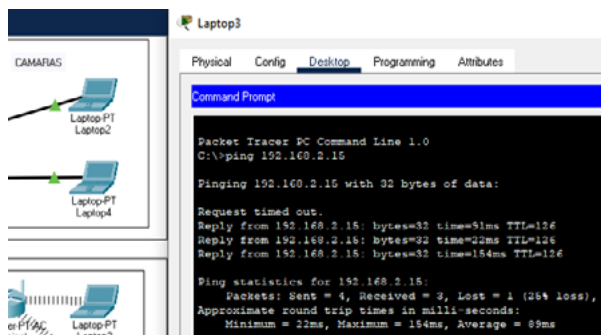 Laptop3
CAMARAS
Physical Config Desktop Programming Attributes
Command Prompt
Laptop-PT
Laptop2
Laptop-PT
Laptop4
Packet Tracer PC Command Line 1.0
C:\>ping 192.168.2.15
Pinging 192.168.2.15 with 32 bytes of data:
Request timed out.
Reply from 192.168.2.15: bytes=32 time=91ms TTL=126
Reply from 192.168.2.15: bytes=32 time=22ms TTL=126
Reply from 192.168.2.15: bytes=32 time=154ms TTL=126
Ping statistics for 192.168.2.15:
Packets: Sent = 4, Received = 3, Lost = 1 (25% loss),
Approximate round trip times in milli-seconds:
Minimum = 22ms, Maximum = 154ms, Average = 89ms
Laptop-PT